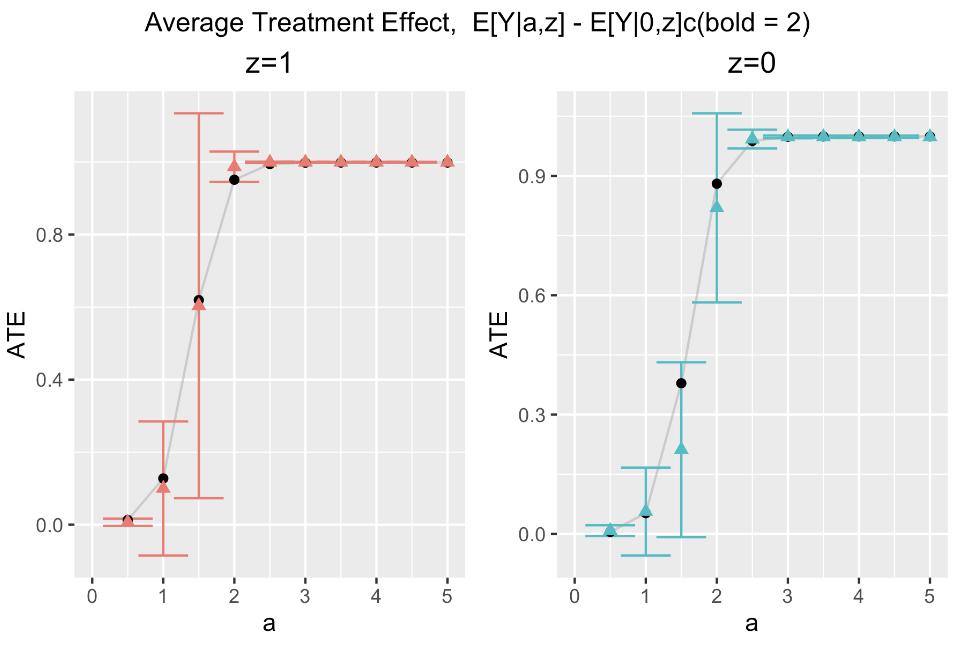 Average Treatment Effect,  E[Y|a,z] - E[Y|0,z]c(bold = 2)
z=1
ATE
0.8
0.4
0.0
0 1 2 3 4 5
a
z=0
ATE
0.9
0.6
0.3
0.0
0 1 2 3 4 5
a